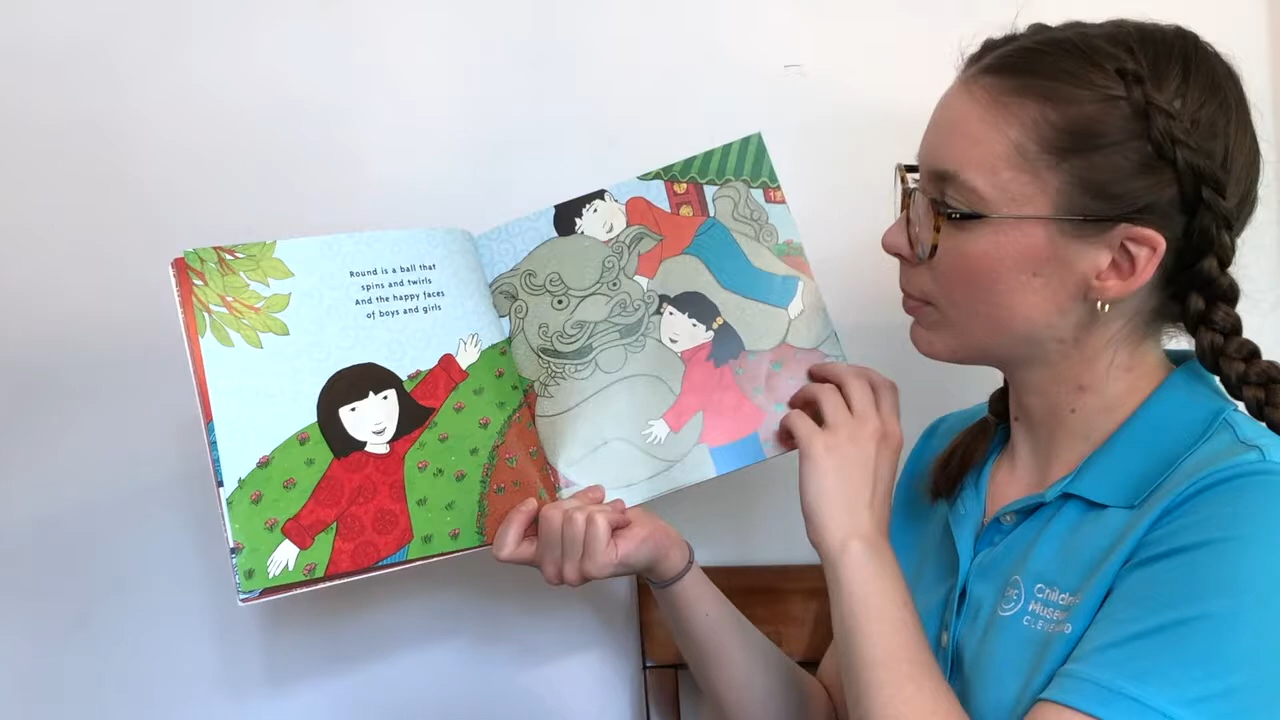 Round is a ball that
spins and twirls
And the happy faces
of boys and girls